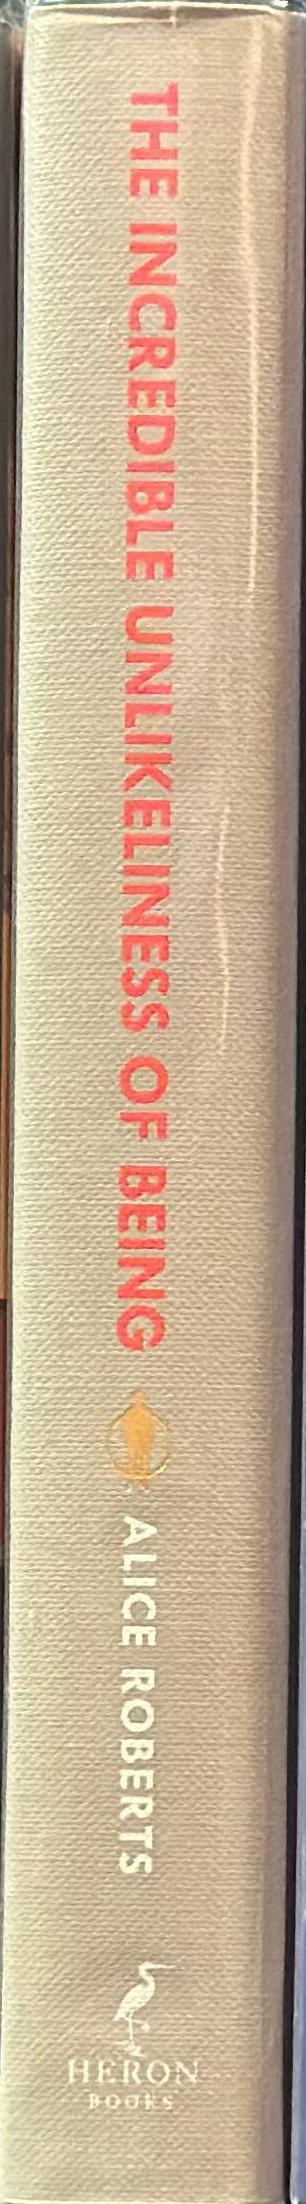 THE INCREDIBLE UNLIKELINESS OF BEING
ALICE ROBERTS
HERON
BOOKS